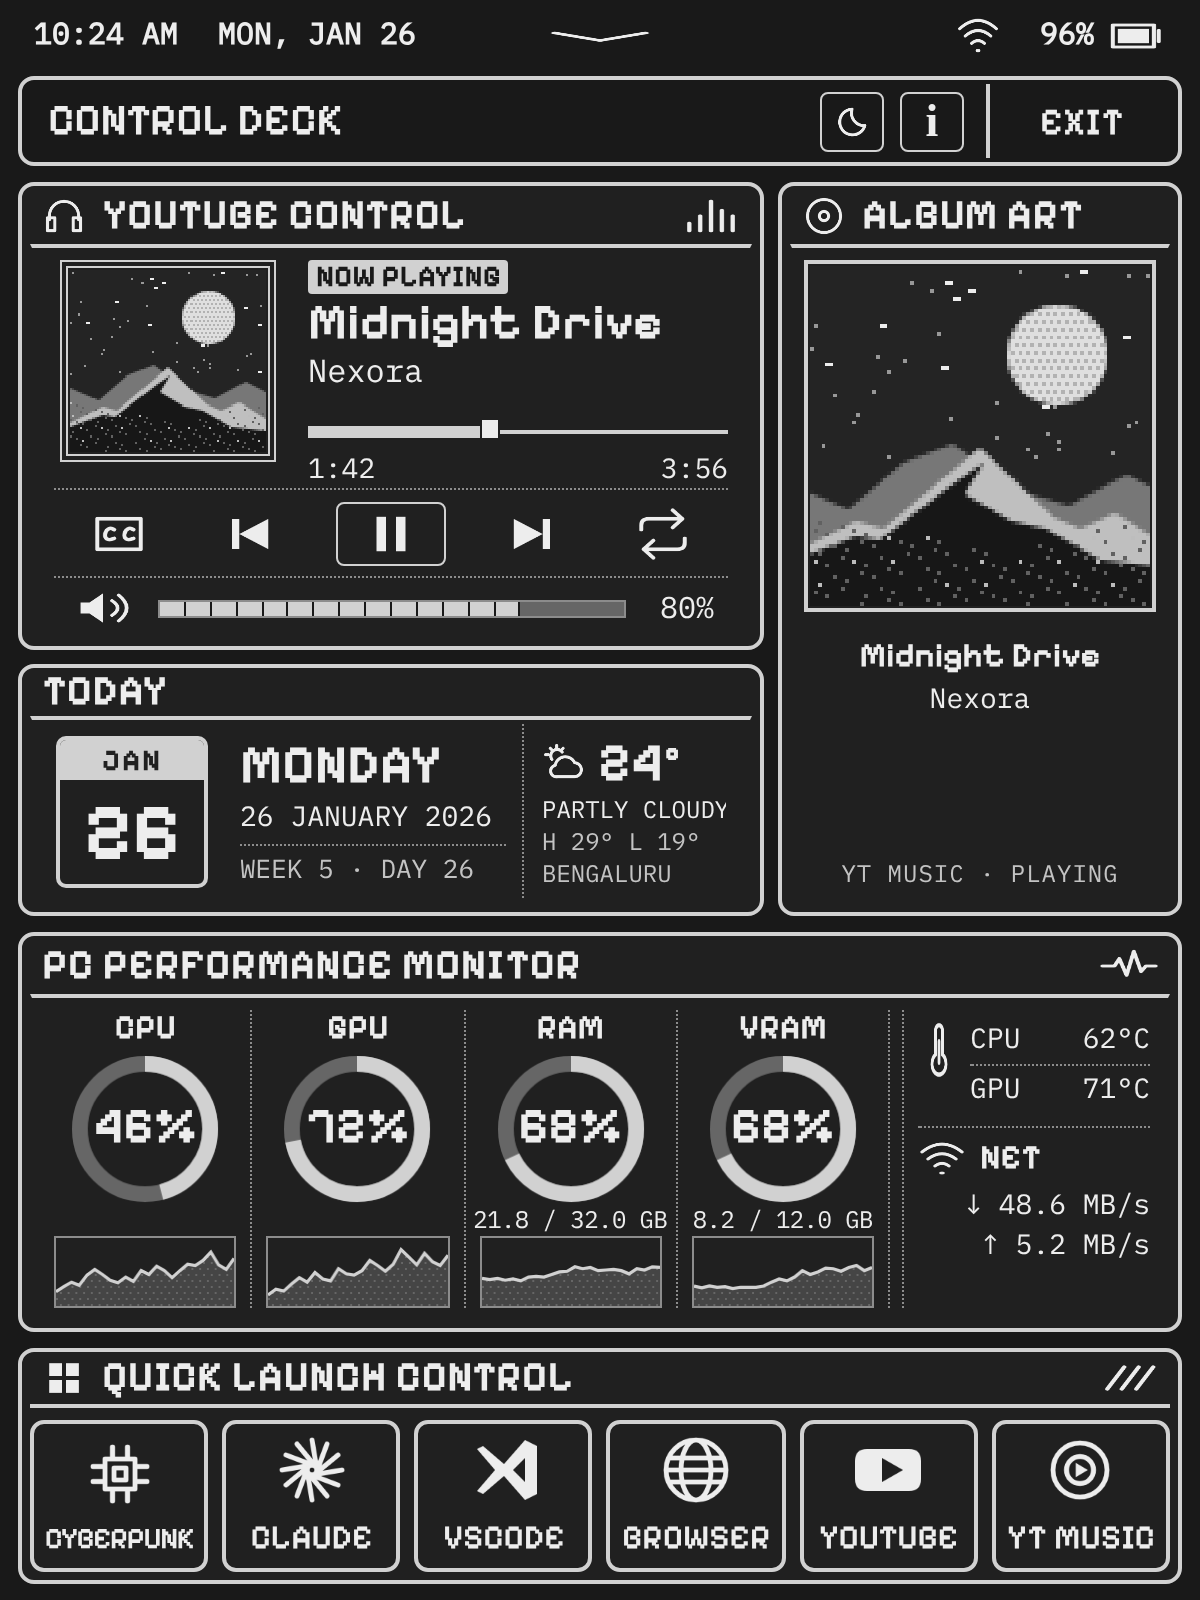 10:24 AM MON, JAN 26 96%
CONTROL DECK i EXIT
YOUTUBE CONTROL
NOW PLAYING
Midnight Drive
Nexora
1:42 3:56
CC
80%
ALBUM ART
Midnight Drive
Nexora
YT MUSIC · PLAYING
TODAY
JAN
26
MONDAY
26 JANUARY 2026
WEEK 5 · DAY 26
24°
PARTLY CLOUDY
H 29° L 19°
BENGALURU
PC PERFORMANCE MONITOR
CPU
46%
GPU
72%
RAM
68%
21.8 / 32.0 GB
VRAM
68%
8.2 / 12.0 GB
CPU 62°C
GPU 71°C
NET
↓ 48.6 MB/s
↑ 5.2 MB/s
QUICK LAUNCH CONTROL
CYBERPUNK
CLAUDE
VSCODE
BROWSER
YOUTUBE
YT MUSIC